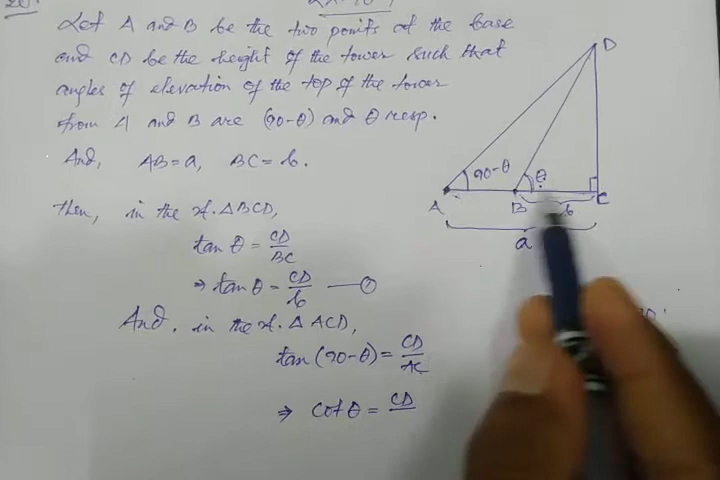 Let A and B be the two points at the base
and CD be the height of the tower such that
angles of elevation of the top of the tower
from A and B are (90-θ) and θ resp.
And, AB=a, BC=b.
Then, in the rt. △BCD,
tan θ = CD/BC
⇒ tan θ = CD/b —①
And, in the rt. △ACD,
tan (90-θ) = CD/AC
⇒ cot θ = CD
D
90-θ
θ
A B C
b
a